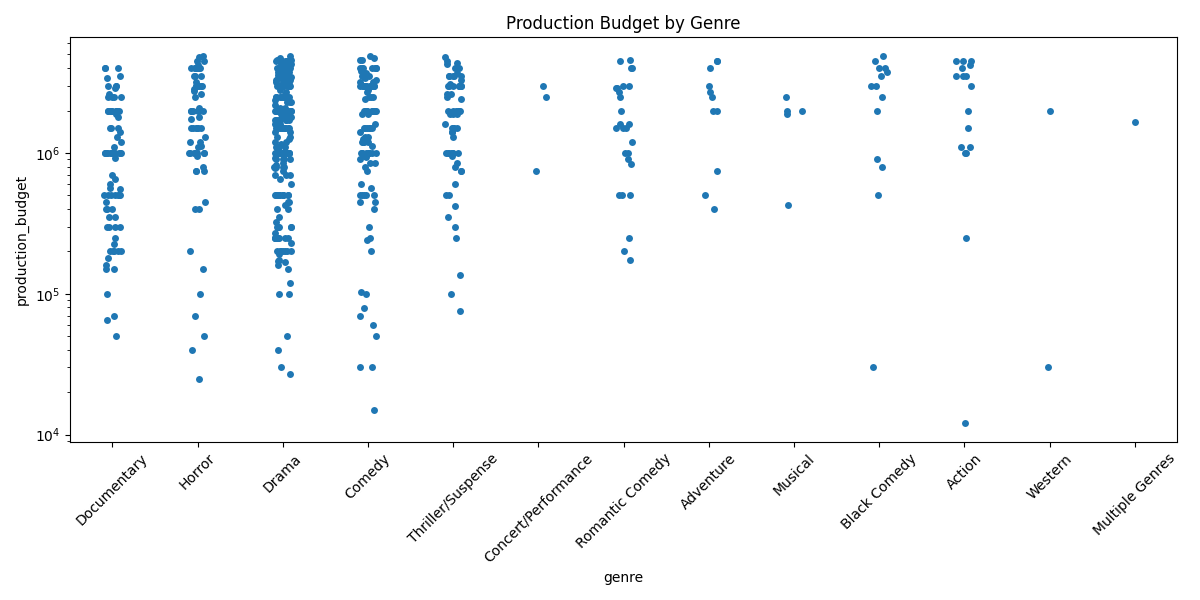 Production Budget by Genre
production_budget
10^6
10^5
10^4
Documentary
Horror
Drama
Comedy
Thriller/Suspense
Concert/Performance
Romantic Comedy
Adventure
Musical
Black Comedy
Action
Western
Multiple Genres
genre